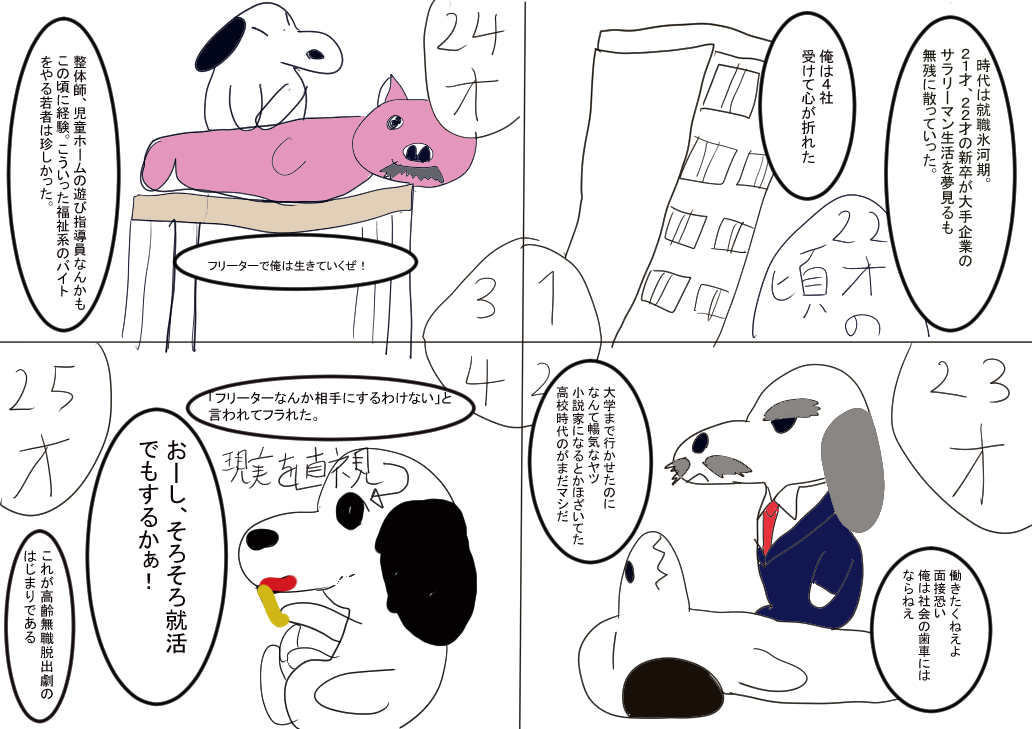 時代は就職氷河期。
21才、22才の新卒が大手企業の
サラリーマン生活を夢見るも
無残に散っていった。
俺は4社
受けて心が折れた
22
才
の
頃
1
2
23
才
大学まで行かせたのに
なんて暢気なヤツ
小説家になるとかほざいてた
高校時代のがまだマシだ
働きたくねえよ
面接恐い
俺は社会の歯車には
ならねえ
3
24
才
整体師、児童ホームの遊び指導員なんかも
この頃に経験。こういった福祉系のバイト
をやる若者は珍しかった。
フリーターで俺は生きていくぜ！
4
25
才
「フリーターなんか相手にするわけない」と
言われてフラれた。
現実を直視
おーし、そろそろ就活
でもするかぁ！
これが高齢無職脱出劇の
はじまりである